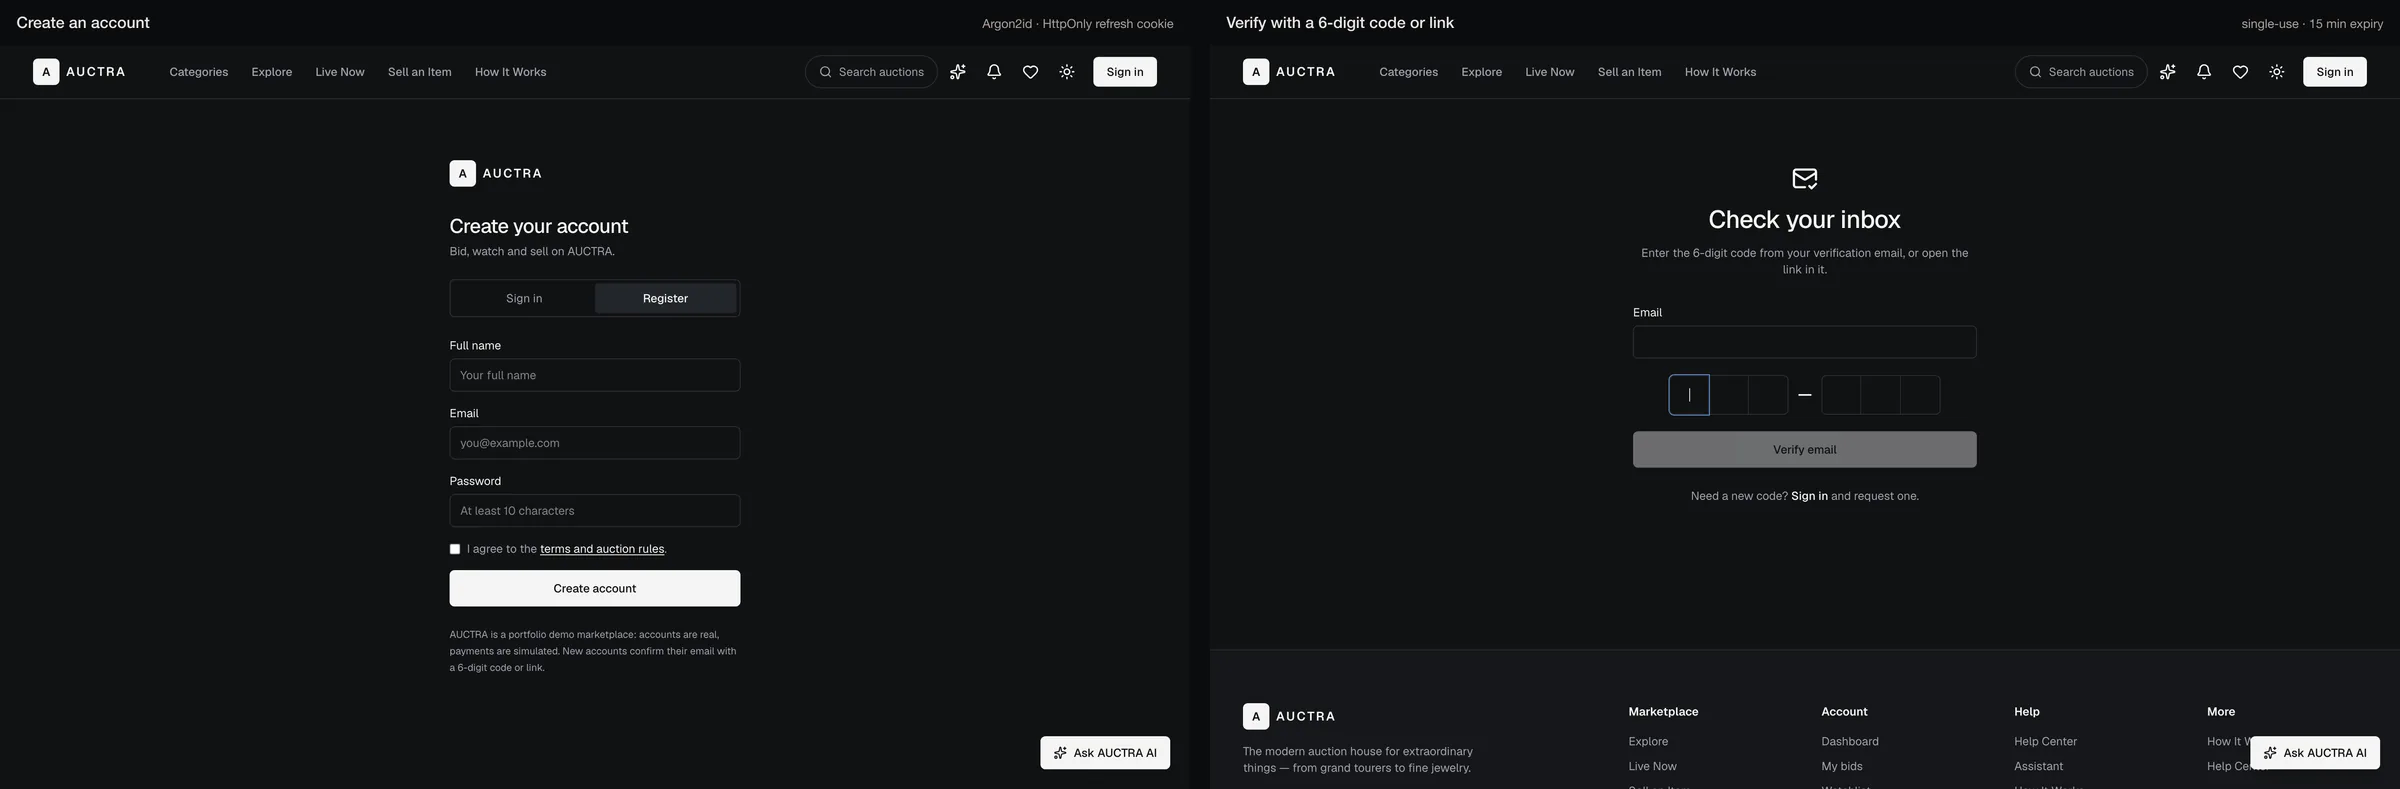 Create an account
Argon2id · HttpOnly refresh cookie
A AUCTRA
Categories
Explore
Live Now
Sell an Item
How It Works
Search auctions
Sign in
A AUCTRA
Create your account
Bid, watch and sell on AUCTRA.
Sign in
Register
Full name
Your full name
Email
you@example.com
Password
At least 10 characters
I agree to the terms and auction rules.
Create account
AUCTRA is a portfolio demo marketplace: accounts are real,
payments are simulated. New accounts confirm their email with
a 6-digit code or link.
Ask AUCTRA AI
Verify with a 6-digit code or link
single-use · 15 min expiry
A AUCTRA
Categories
Explore
Live Now
Sell an Item
How It Works
Search auctions
Sign in
Check your inbox
Enter the 6-digit code from your verification email, or open the
link in it.
Email
Verify email
Need a new code? Sign in and request one.
A AUCTRA
The modern auction house for extraordinary
things — from grand tourers to fine jewelry.
Marketplace
Explore
Live Now
Account
Dashboard
My bids
Help
Help Center
Assistant
More
How It
Help
Ask AUCTRA AI